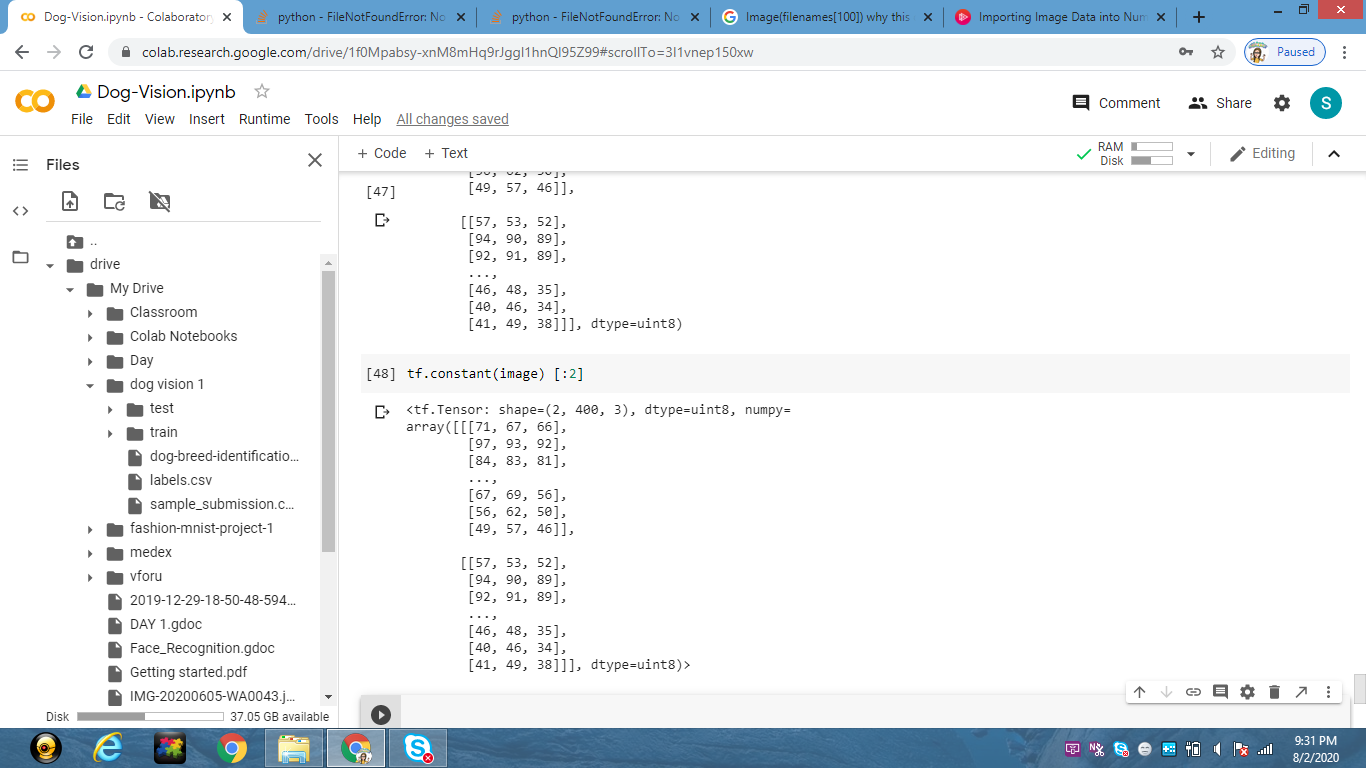 Dog-Vision.ipynb - Colaboratory
python - FileNotFoundError: No
python - FileNotFoundError: No
Image(filenames[100]) why this
Importing Image Data into Num
colab.research.google.com/drive/1f0Mpabsy-xnM8mHq9rJggI1hnQl95Z99#scrollTo=3I1vnep150xw
Paused
Dog-Vision.ipynb
File Edit View Insert Runtime Tools Help All changes saved
Comment
Share
S
Files
+ Code + Text
RAM
Disk
Editing
..
drive
My Drive
Classroom
Colab Notebooks
Day
dog vision 1
test
train
dog-breed-identificatio...
labels.csv
sample_submission.c...
fashion-mnist-project-1
medex
vforu
2019-12-29-18-50-48-594...
DAY 1.gdoc
Face_Recognition.gdoc
Getting started.pdf
IMG-20200605-WA0043.j...
Disk 37.05 GB available
[47]
[49, 57, 46]],
[[57, 53, 52],
[94, 90, 89],
[92, 91, 89],
...,
[46, 48, 35],
[40, 46, 34],
[41, 49, 38]]], dtype=uint8)
[48] tf.constant(image) [:2]
<tf.Tensor: shape=(2, 400, 3), dtype=uint8, numpy=
array([[[71, 67, 66],
[97, 93, 92],
[84, 83, 81],
...,
[67, 69, 56],
[56, 62, 50],
[49, 57, 46]],
[[57, 53, 52],
[94, 90, 89],
[92, 91, 89],
...,
[46, 48, 35],
[40, 46, 34],
[41, 49, 38]]], dtype=uint8)>
9:31 PM
8/2/2020